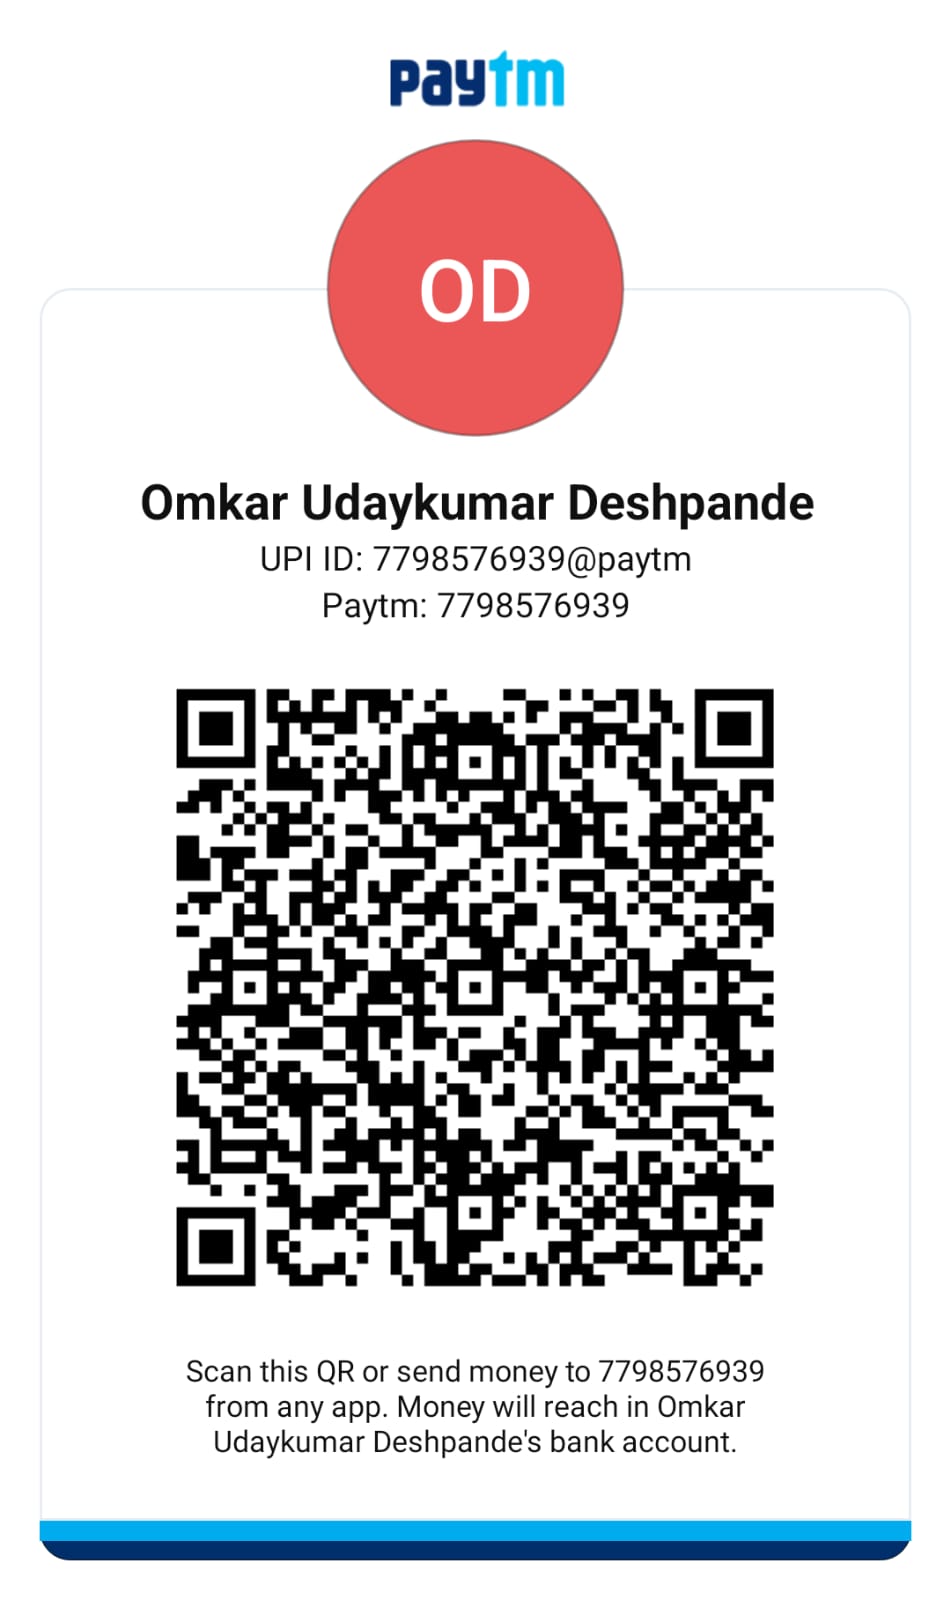 paytm
OD
Omkar Udaykumar Deshpande
UPI ID: 7798576939@paytm
Paytm: 7798576939
Scan this QR or send money to 7798576939
from any app. Money will reach in Omkar
Udaykumar Deshpande's bank account.